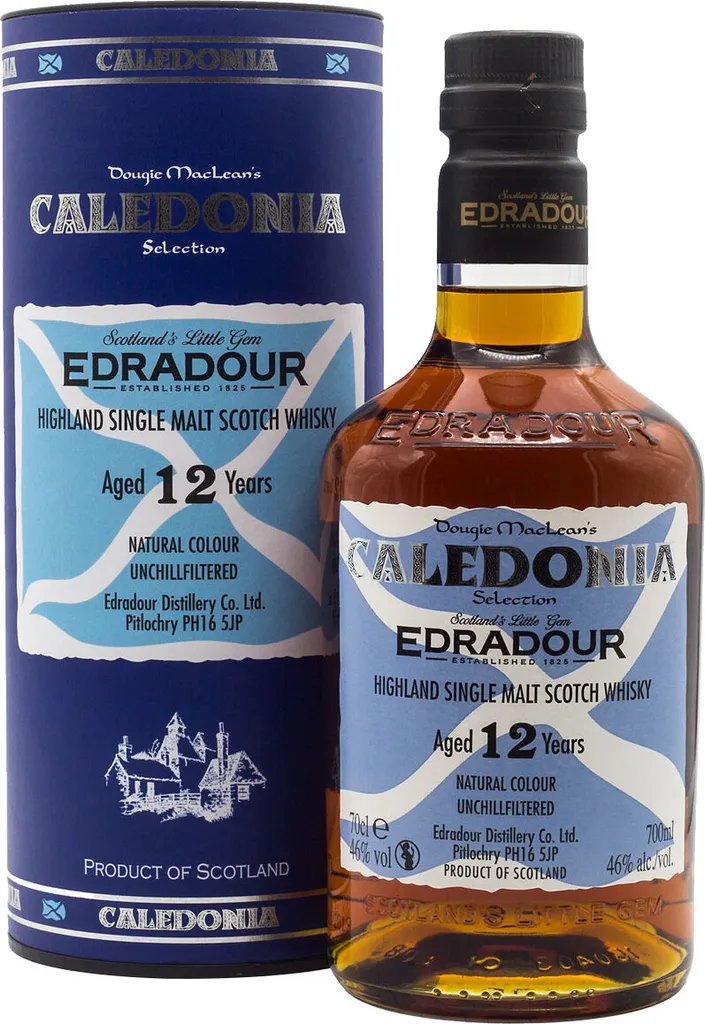 CALEDONIA
Dougie MacLean's
CALEDONIA
Selection
Scotland's Little Gem
EDRADOUR
ESTABLISHED 1825
HIGHLAND SINGLE MALT SCOTCH WHISKY
Aged 12 Years
NATURAL COLOUR
UNCHILLFILTERED
Edradour Distillery Co. Ltd.
Pitlochry PH16 5JP
PRODUCT OF SCOTLAND
CALEDONIA
Scotland's Little Gem
EDRADOUR
ESTABLISHED 1825
EDRADOUR
Dougie MacLean's
CALEDONIA
Selection
Scotland's Little Gem
EDRADOUR
ESTABLISHED 1825
HIGHLAND SINGLE MALT SCOTCH WHISKY
Aged 12 Years
NATURAL COLOUR
UNCHILLFILTERED
70cl e
46% vol
Edradour Distillery Co. Ltd.
Pitlochry PH16 5JP
PRODUCT OF SCOTLAND
700ml
46% alc./vol.
SCOTLAND'S LITTLE GEM